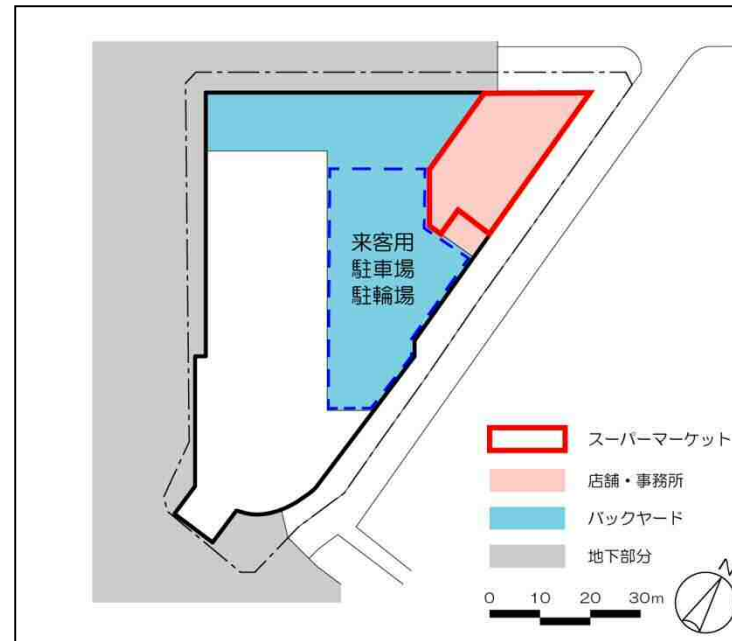 来客用
駐車場
駐輪場
スーパーマーケット
店舗・事務所
バックヤード
地下部分
0 10 20 30m
N